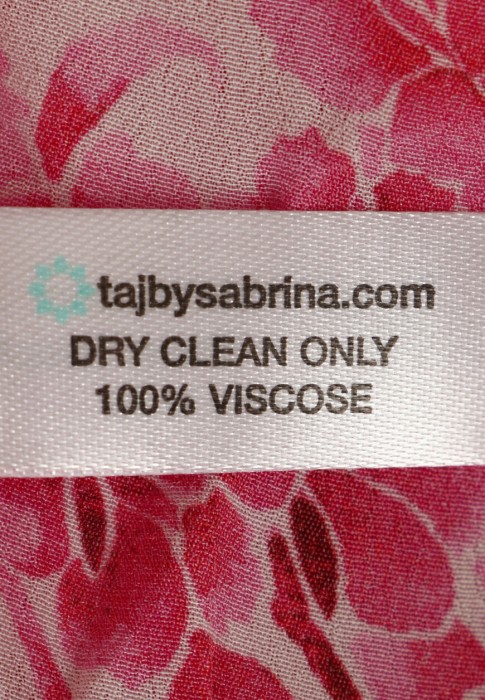 tajbysabrina.com
DRY CLEAN ONLY
100% VISCOSE